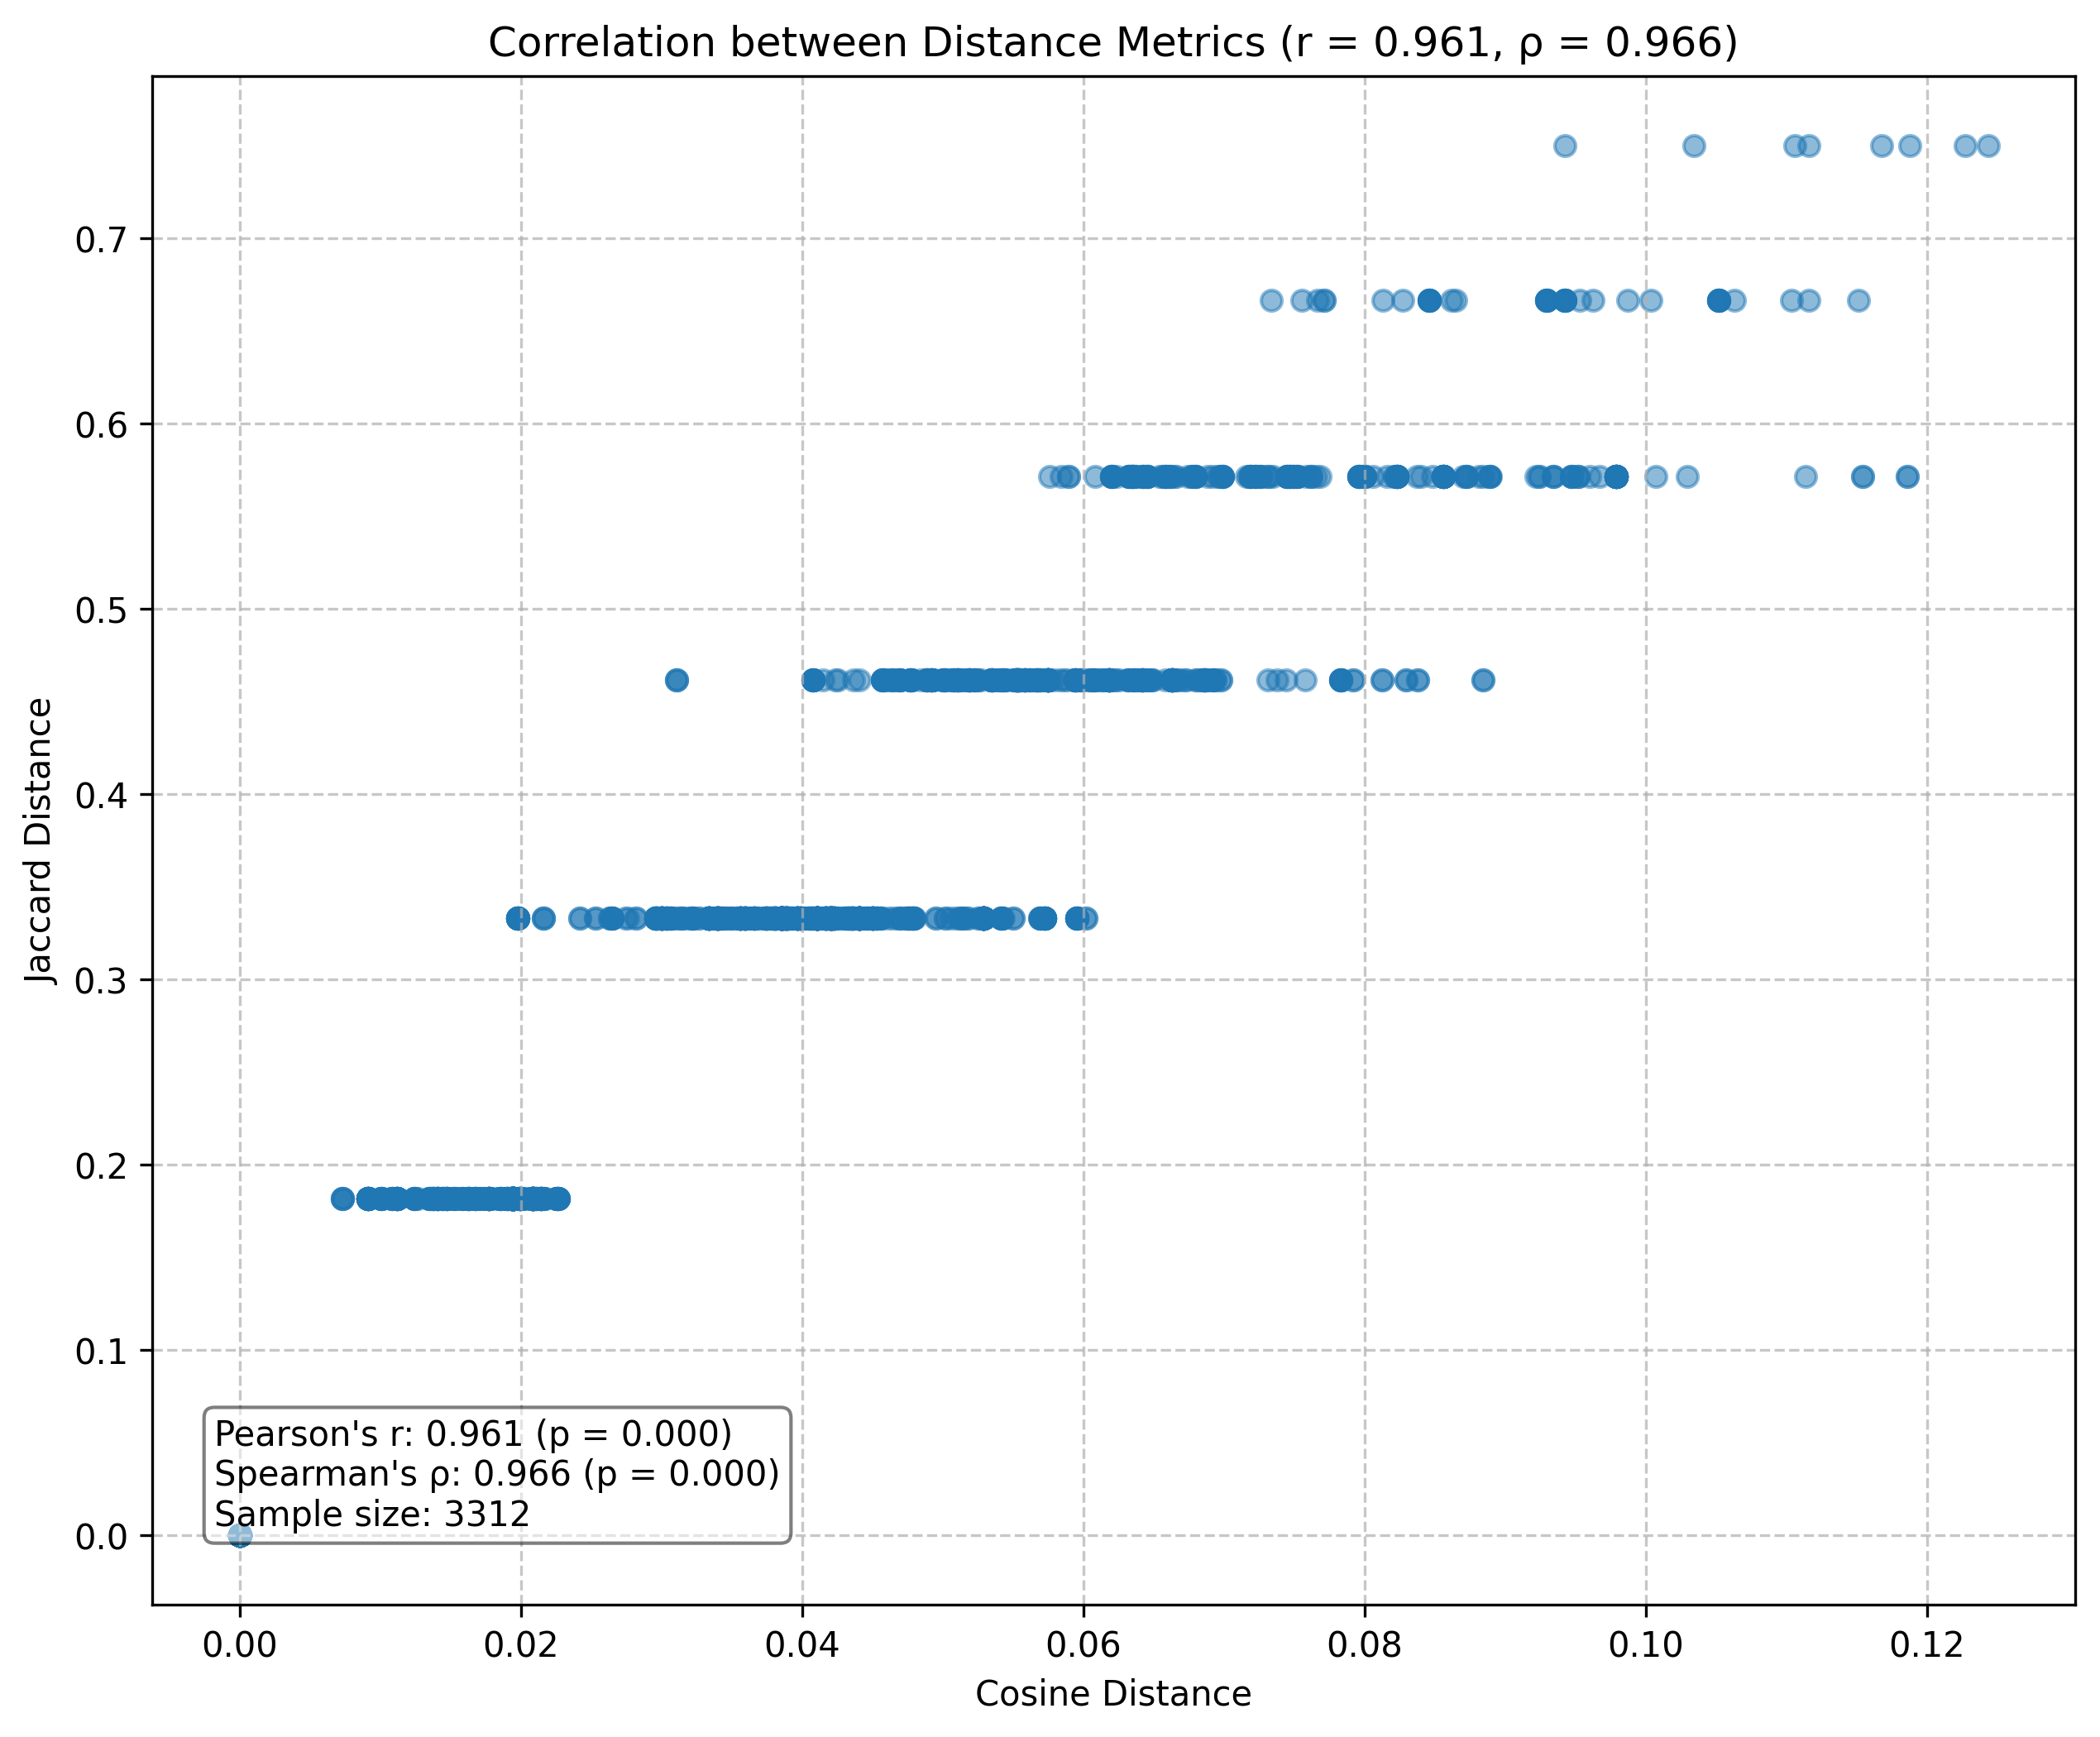 Correlation between Distance Metrics (r = 0.961, ρ = 0.966)
Jaccard Distance
0.7
0.6
0.5
0.4
0.3
0.2
0.1
0.0
Pearson's r: 0.961 (p = 0.000)
Spearman's ρ: 0.966 (p = 0.000)
Sample size: 3312
0.00 0.02 0.04 0.06 0.08 0.10 0.12
Cosine Distance